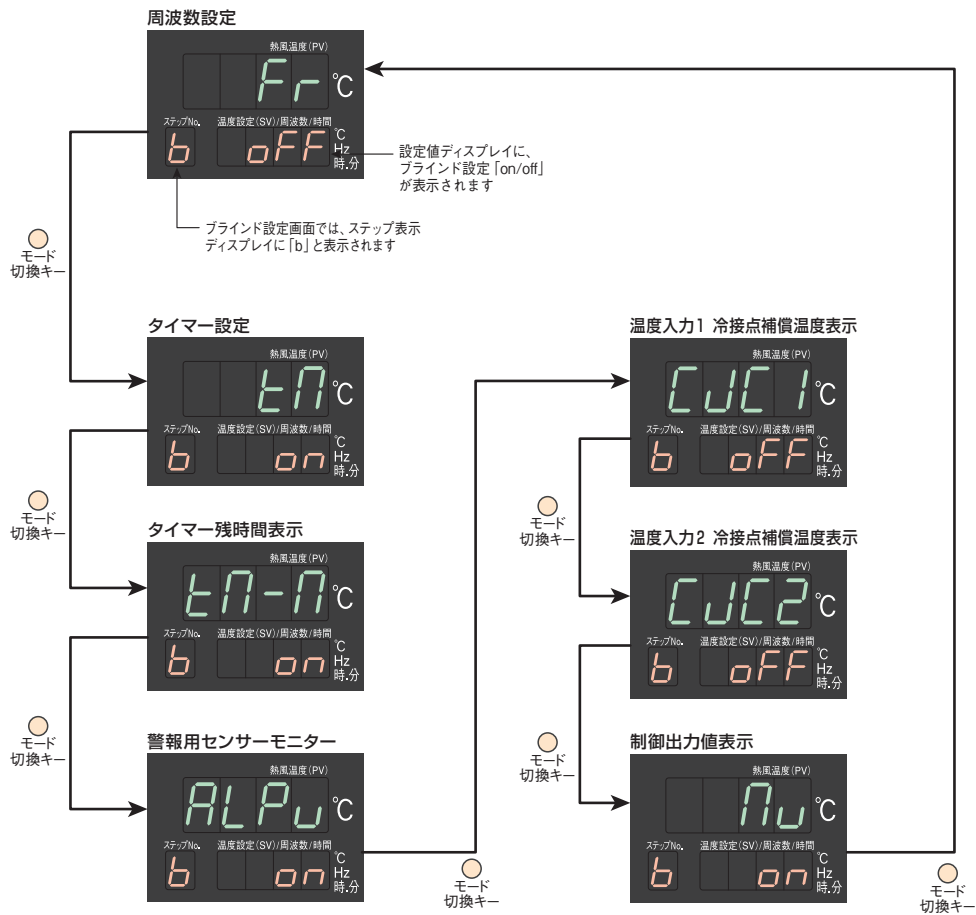 周波数設定
熱風温度(PV)
Fr ℃
ステップNo. 温度設定(SV)/周波数/時間
b oFF ℃
Hz
時.分
設定値ディスプレイに、
ブラインド設定「on/off」
が表示されます
ブラインド設定画面では、ステップ表示
ディスプレイに「b」と表示されます
モード
切換キー
タイマー設定
熱風温度(PV)
tM ℃
ステップNo. 温度設定(SV)/周波数/時間
b on ℃
Hz
時.分
モード
切換キー
タイマー残時間表示
熱風温度(PV)
tM-M ℃
ステップNo. 温度設定(SV)/周波数/時間
b on ℃
Hz
時.分
モード
切換キー
警報用センサーモニター
熱風温度(PV)
ALPv ℃
ステップNo. 温度設定(SV)/周波数/時間
b on ℃
Hz
時.分
モード
切換キー
温度入力1 冷接点補償温度表示
熱風温度(PV)
CJC1 ℃
ステップNo. 温度設定(SV)/周波数/時間
b oFF ℃
Hz
時.分
モード
切換キー
温度入力2 冷接点補償温度表示
熱風温度(PV)
CJC2 ℃
ステップNo. 温度設定(SV)/周波数/時間
b oFF ℃
Hz
時.分
モード
切換キー
制御出力値表示
熱風温度(PV)
Mv ℃
ステップNo. 温度設定(SV)/周波数/時間
b on ℃
Hz
時.分
モード
切換キー